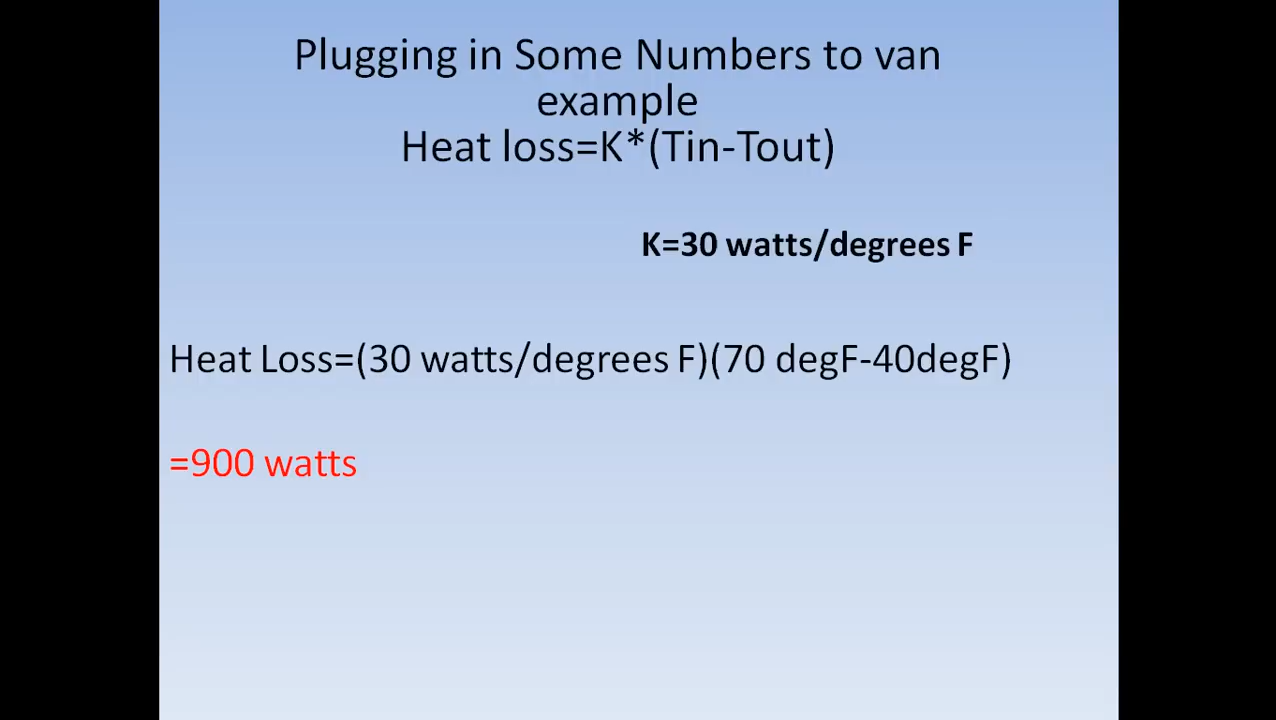 Plugging in Some Numbers to van
example
Heat loss=K*(Tin-Tout)
K=30 watts/degrees F
Heat Loss=(30 watts/degrees F)(70 degF-40degF)
=900 watts